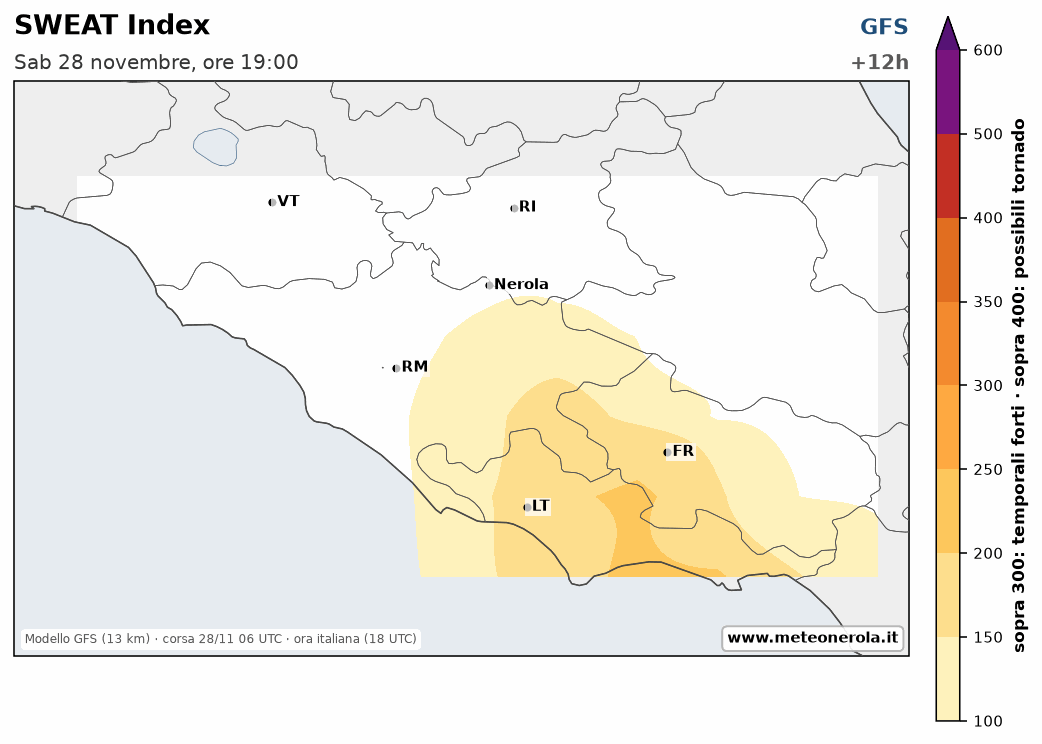 SWEAT Index
GFS
Sab 28 novembre, ore 19:00
+12h
VT
RI
Nerola
RM
FR
LT
Modello GFS (13 km) · corsa 28/11 06 UTC · ora italiana (18 UTC)
www.meteonerola.it
600
500
400
350
300
250
200
150
100
sopra 300: temporali forti · sopra 400: possibili tornado